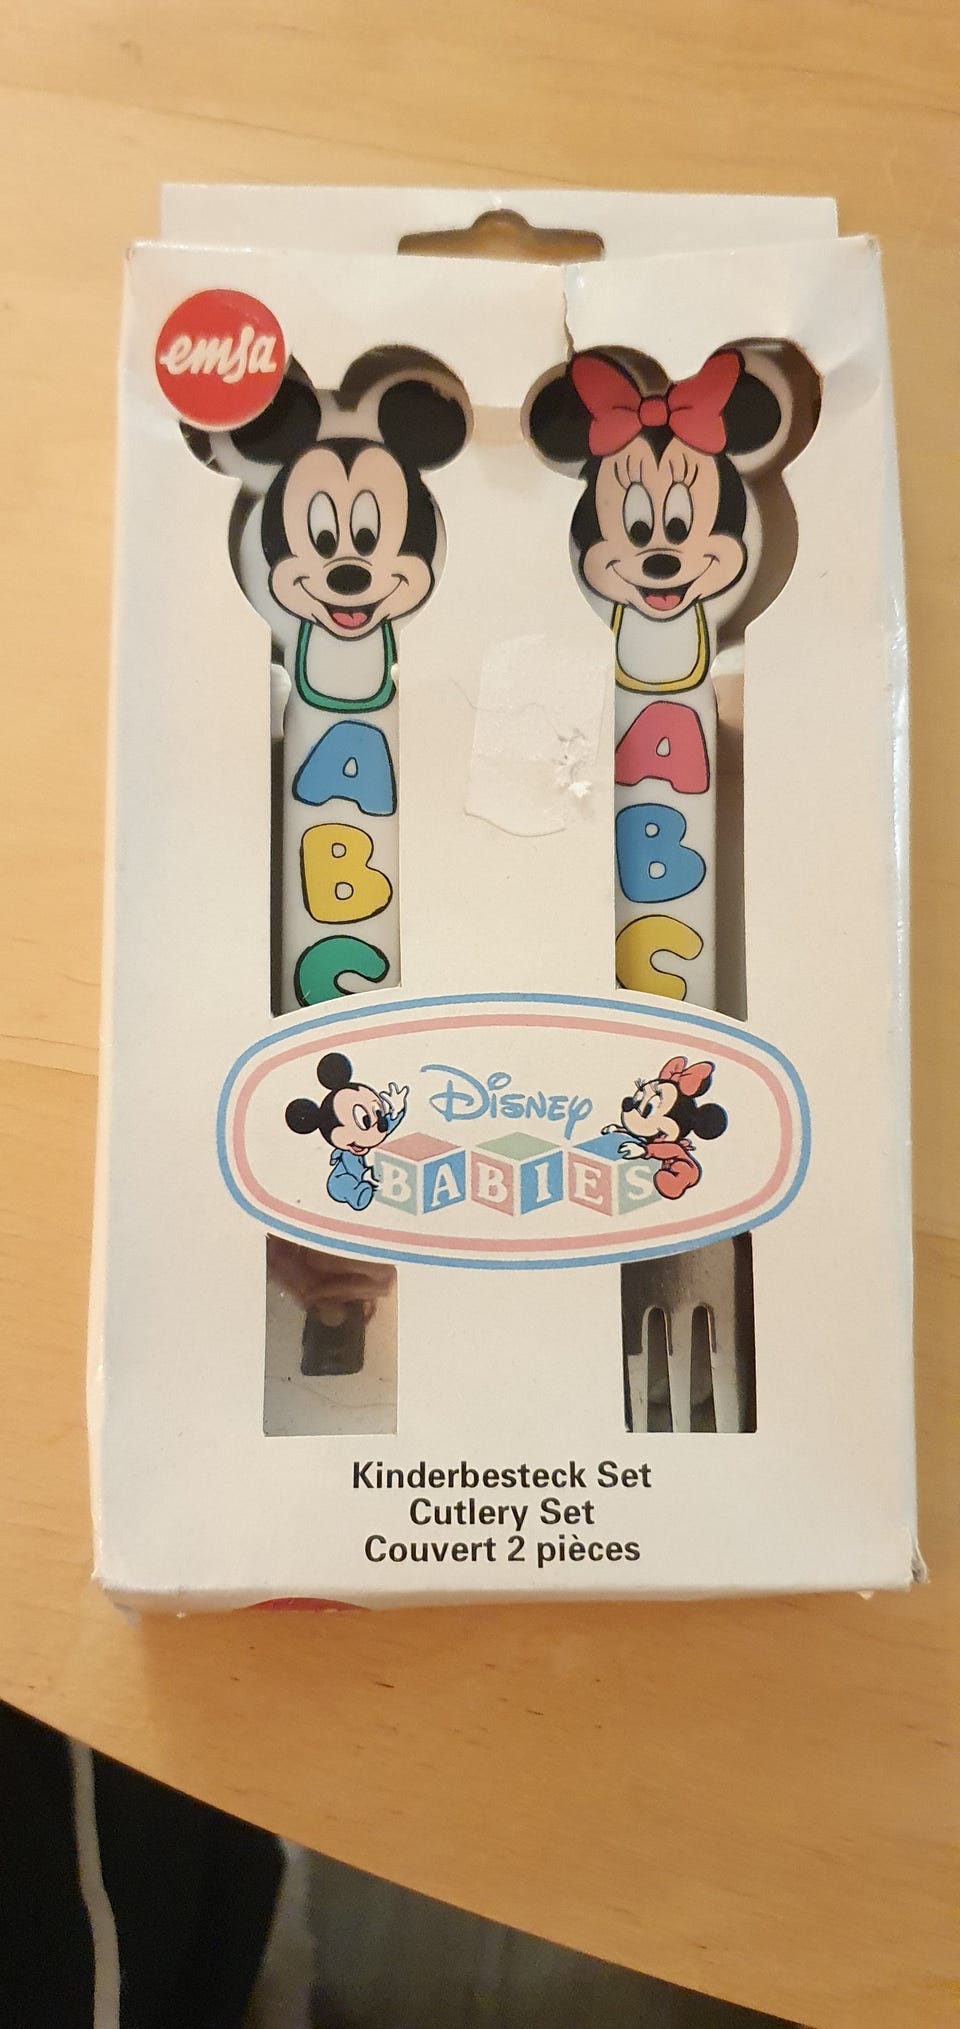 emsa
A
B
C
A
B
C
DISNEY
BABIES
Kinderbesteck Set
Cutlery Set
Couvert 2 pièces